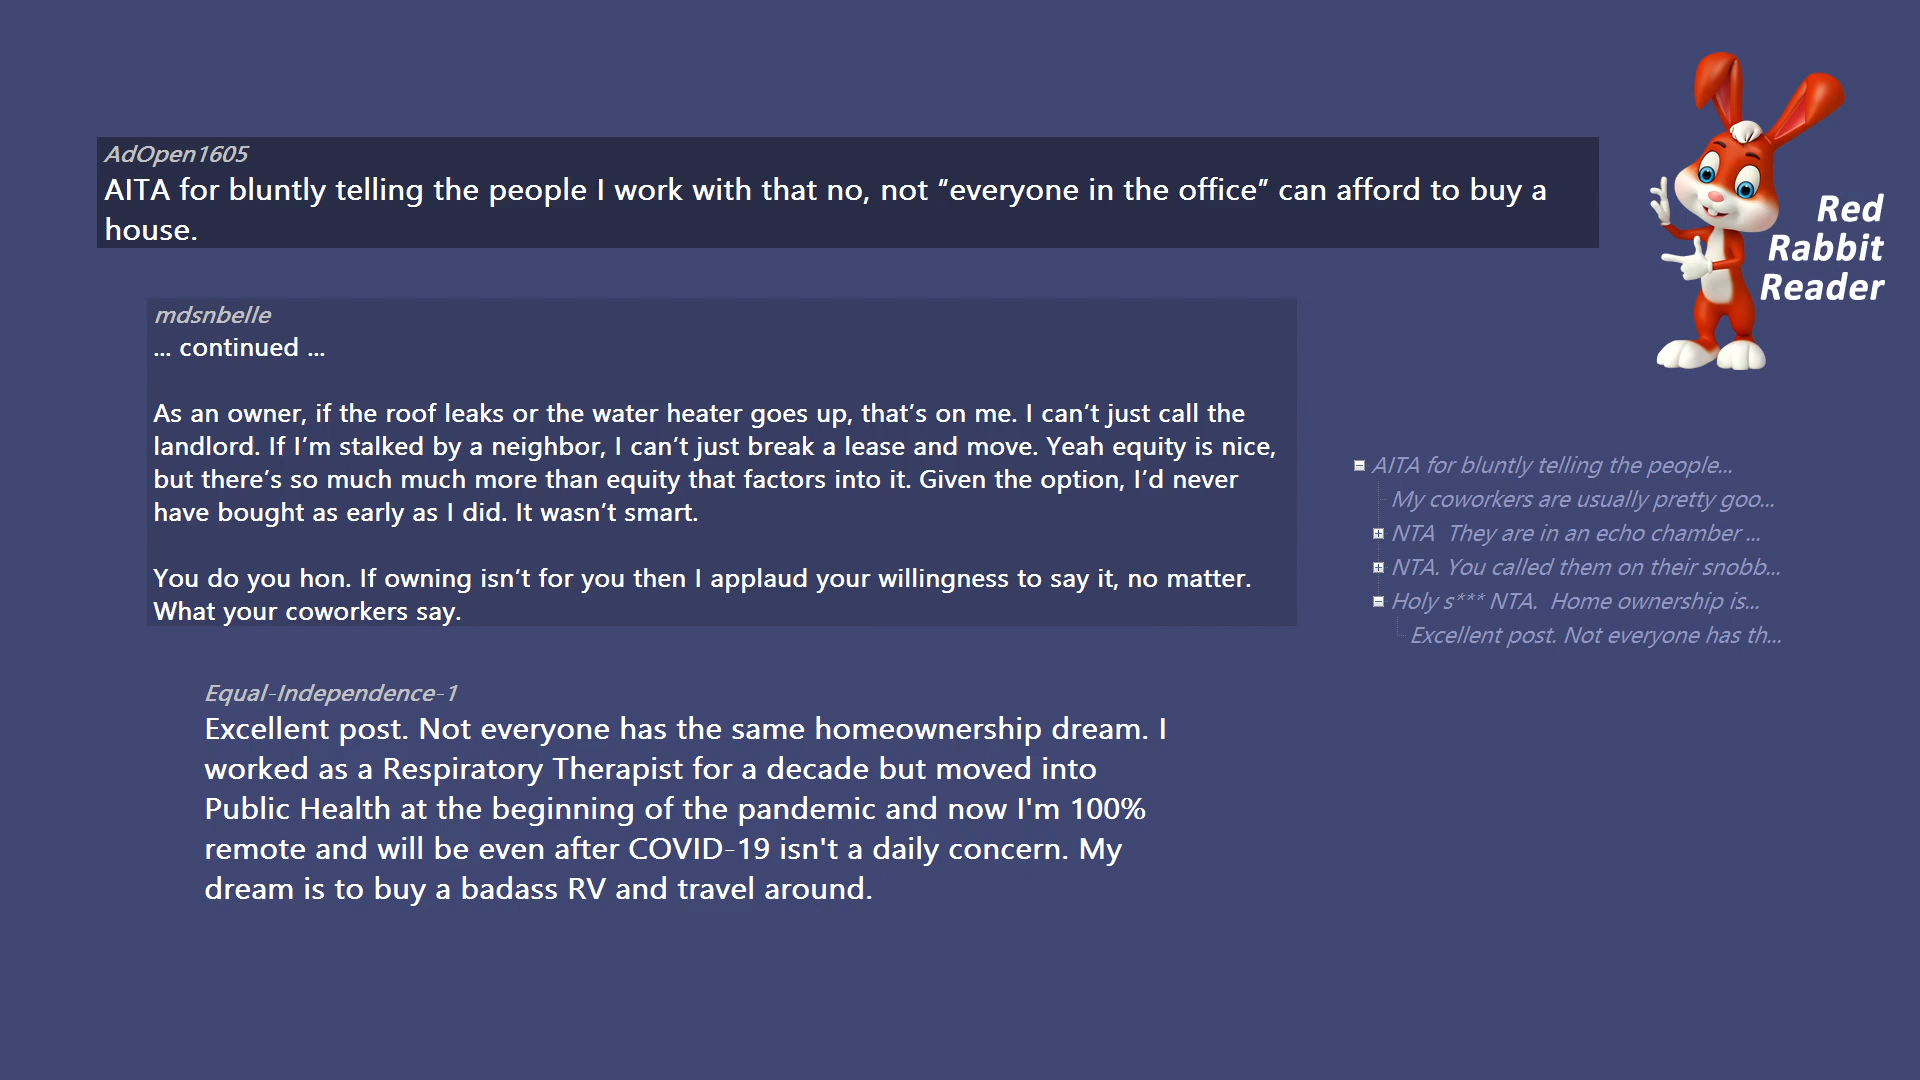 AdOpen1605
AITA for bluntly telling the people I work with that no, not “everyone in the office” can afford to buy a
house.
Red
Rabbit
Reader
mdsnbelle
... continued ...
As an owner, if the roof leaks or the water heater goes up, that’s on me. I can’t just call the
landlord. If I’m stalked by a neighbor, I can’t just break a lease and move. Yeah equity is nice,
but there’s so much much more than equity that factors into it. Given the option, I’d never
have bought as early as I did. It wasn’t smart.
You do you hon. If owning isn’t for you then I applaud your willingness to say it, no matter.
What your coworkers say.
AITA for bluntly telling the people...
My coworkers are usually pretty goo...
NTA  They are in an echo chamber ...
NTA. You called them on their snobb...
Holy s*** NTA.  Home ownership is...
Excellent post. Not everyone has th...
Equal-Independence-1
Excellent post. Not everyone has the same homeownership dream. I
worked as a Respiratory Therapist for a decade but moved into
Public Health at the beginning of the pandemic and now I'm 100%
remote and will be even after COVID-19 isn't a daily concern. My
dream is to buy a badass RV and travel around.